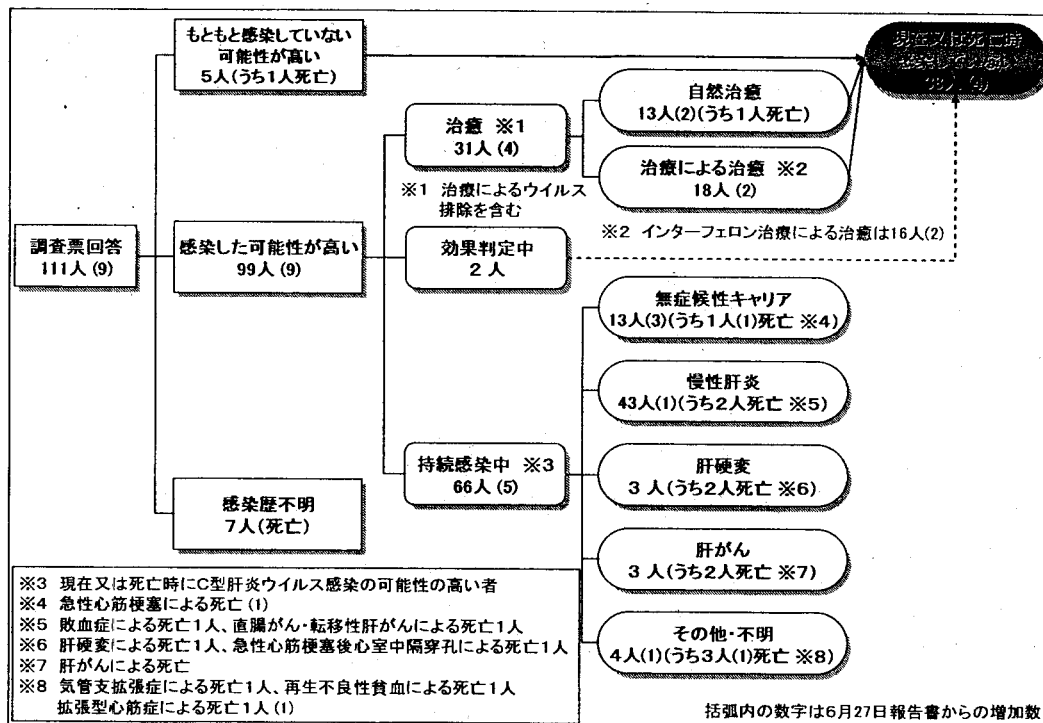 もともと感染していない
可能性が高い
5人(うち1人死亡)
現在又は死亡時
(4)
自然治癒
13人(2)(うち1人死亡)
治癒 ※1
31人(4)
治療による治癒 ※2
18人(2)
※1 治療によるウイルス
排除を含む
※2 インターフェロン治療による治癒は16人(2)
調査票回答
111人(9)
感染した可能性が高い
99人(9)
効果判定中
2人
無症候性キャリア
13人(3)(うち1人(1)死亡 ※4)
慢性肝炎
43人(1)(うち2人死亡 ※5)
持続感染中 ※3
66人(5)
肝硬変
3人(うち2人死亡 ※6)
感染歴不明
7人(死亡)
肝がん
3人(うち2人死亡 ※7)
その他・不明
4人(1)(うち3人(1)死亡 ※8)
※3 現在又は死亡時にC型肝炎ウイルス感染の可能性の高い者
※4 急性心筋梗塞による死亡(1)
※5 敗血症による死亡1人、直腸がん・転移性肝がんによる死亡1人
※6 肝硬変による死亡1人、急性心筋梗塞後心室中隔穿孔による死亡1人
※7 肝がんによる死亡
※8 気管支拡張症による死亡1人、再生不良性貧血による死亡1人
拡張型心筋症による死亡1人(1)
括弧内の数字は6月27日報告書からの増加数